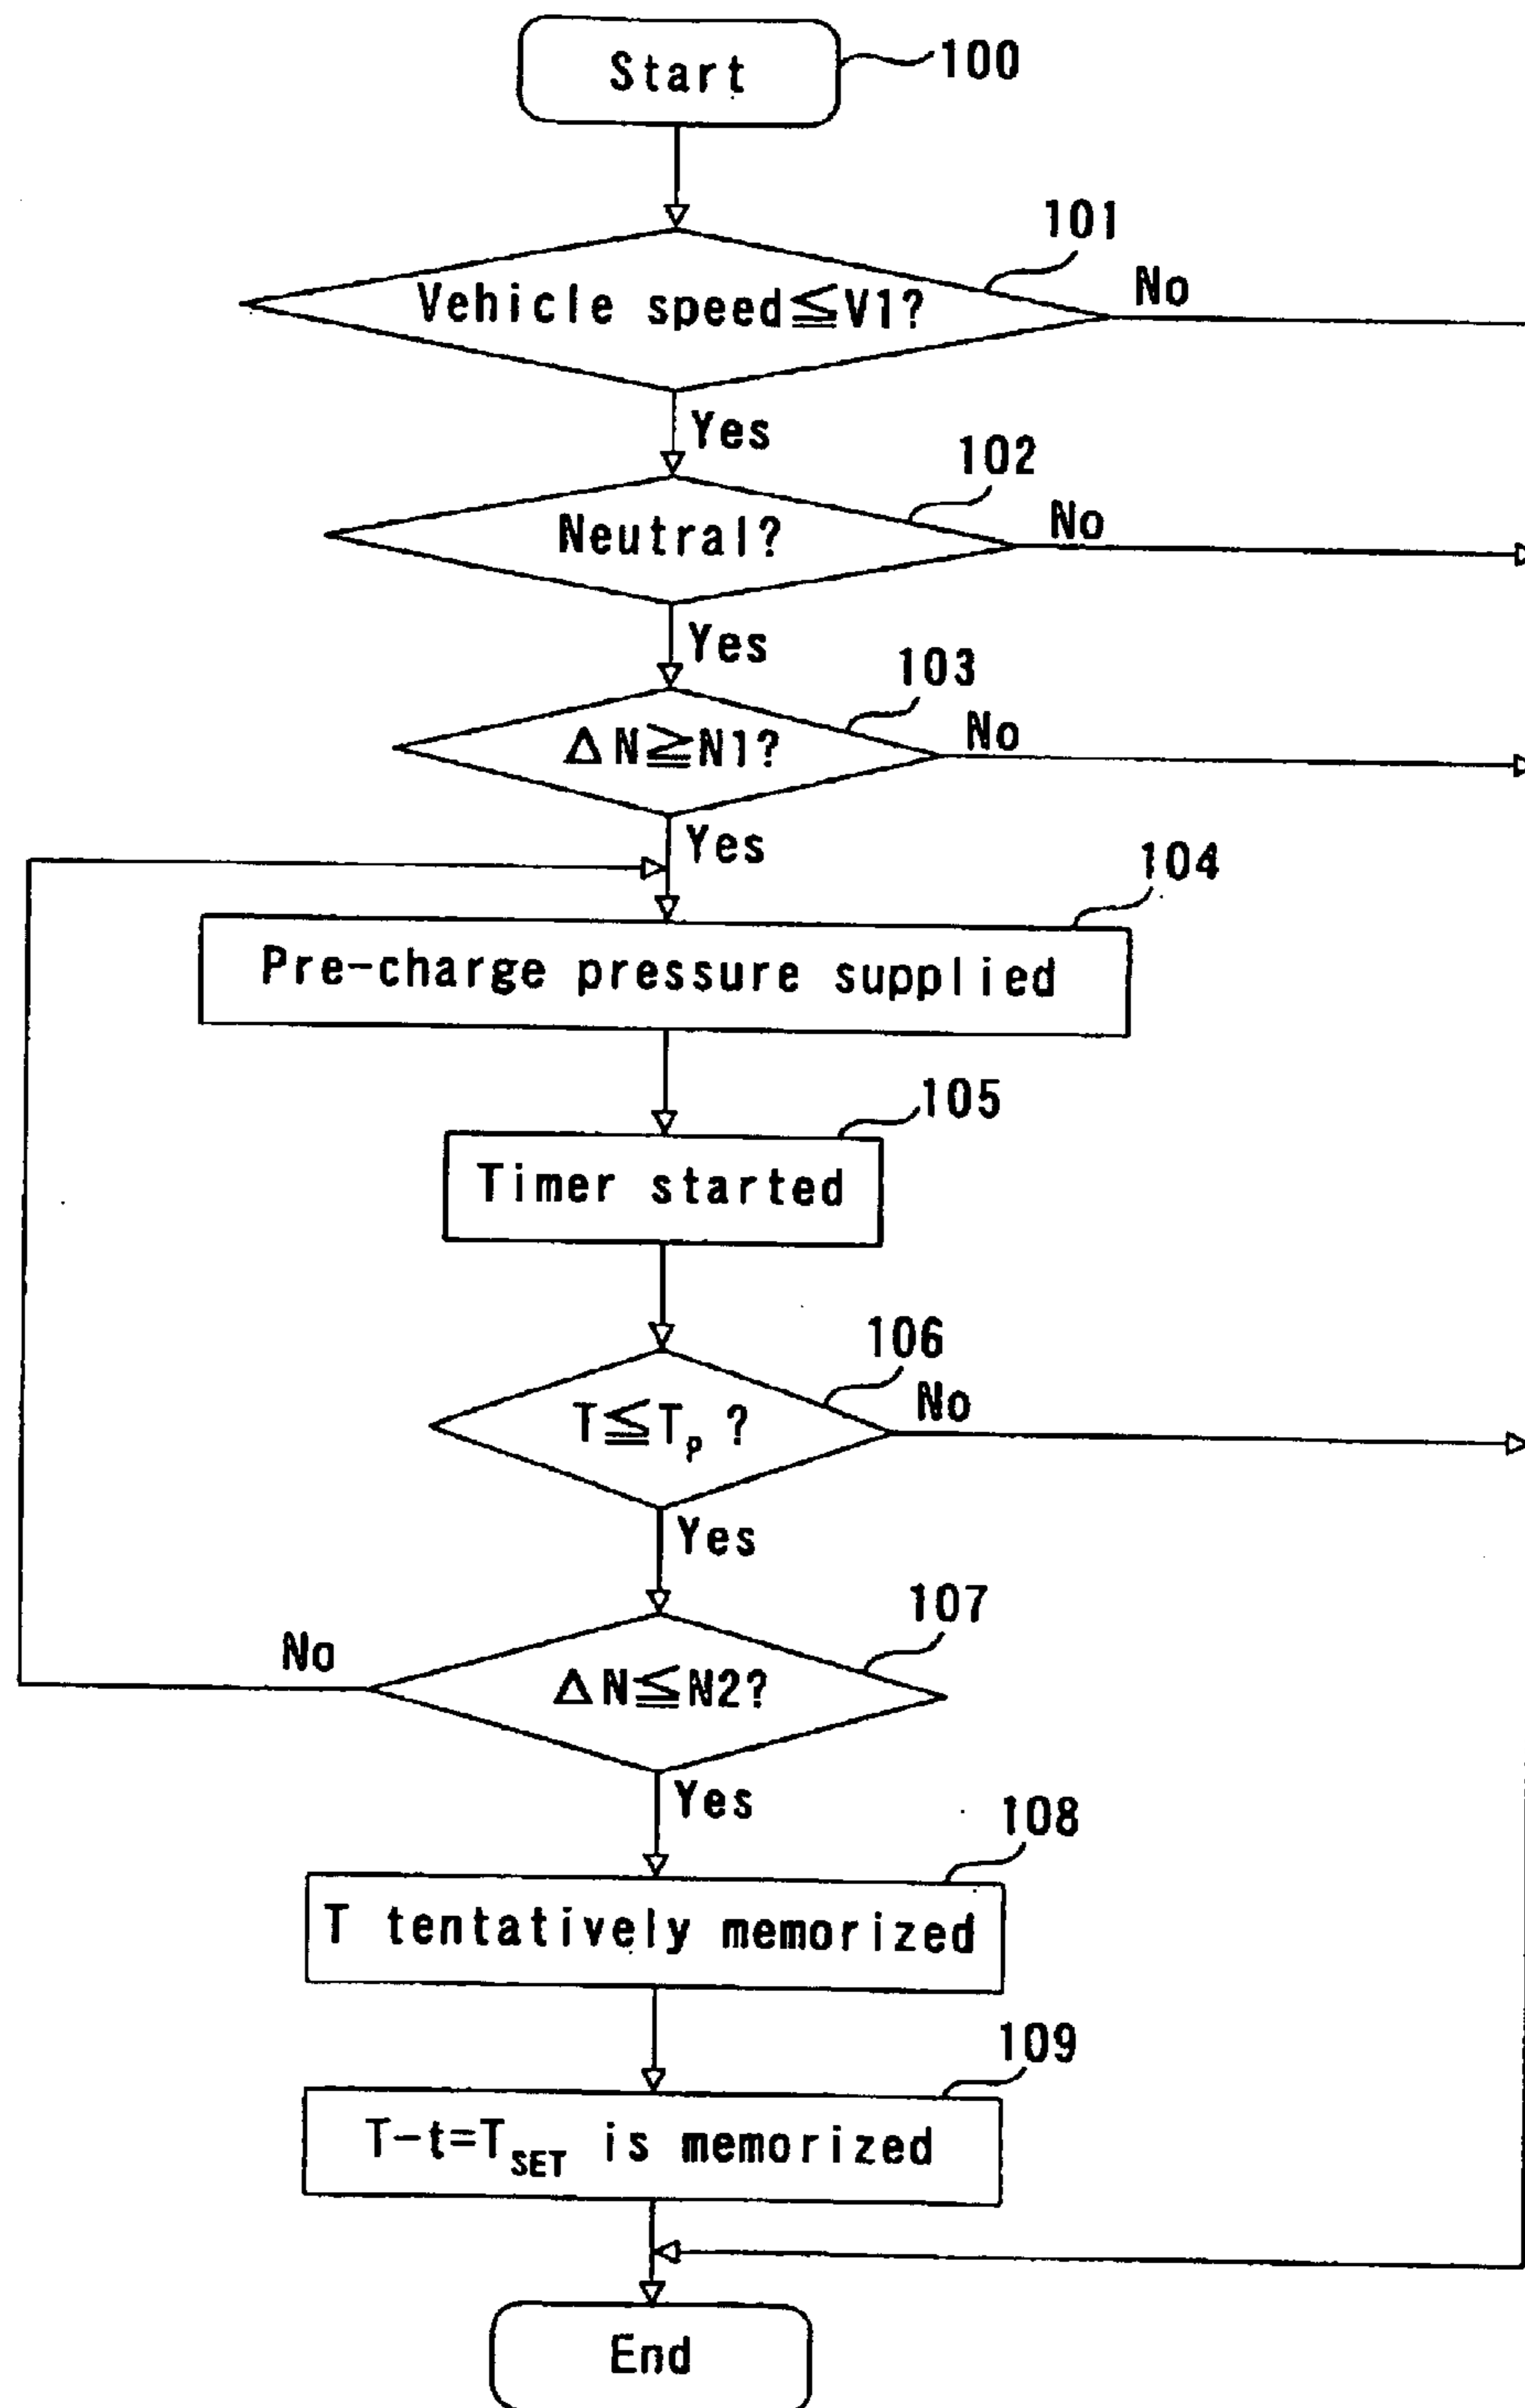 Start
100
101
Vehicle speed≦V1?
No
Yes
102
Neutral?
No
Yes
103
ΔN≧N1?
No
Yes
104
Pre-charge pressure supplied
105
Timer started
106
T≦Tp ?
No
Yes
107
No
ΔN≦N2?
Yes
108
T tentatively memorized
109
T-t=TSET is memorized
End